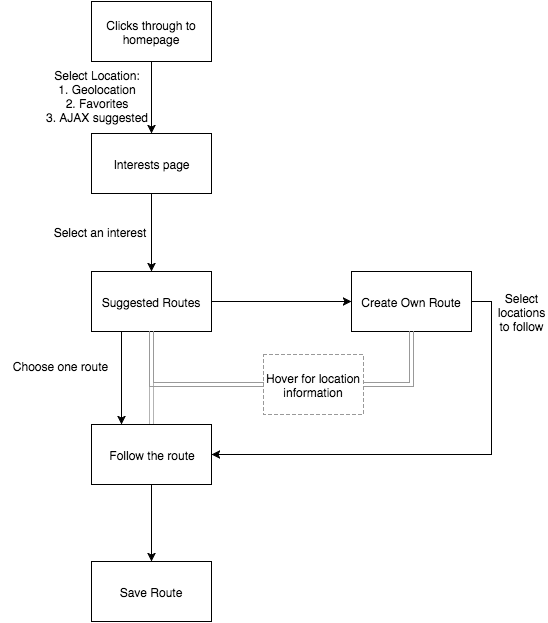 Clicks through to
homepage
Select Location:
1. Geolocation
2. Favorites
3. AJAX suggested
Interests page
Select an interest
Suggested Routes
Create Own Route
Select
locations
to follow
Choose one route
Hover for location
information
Follow the route
Save Route